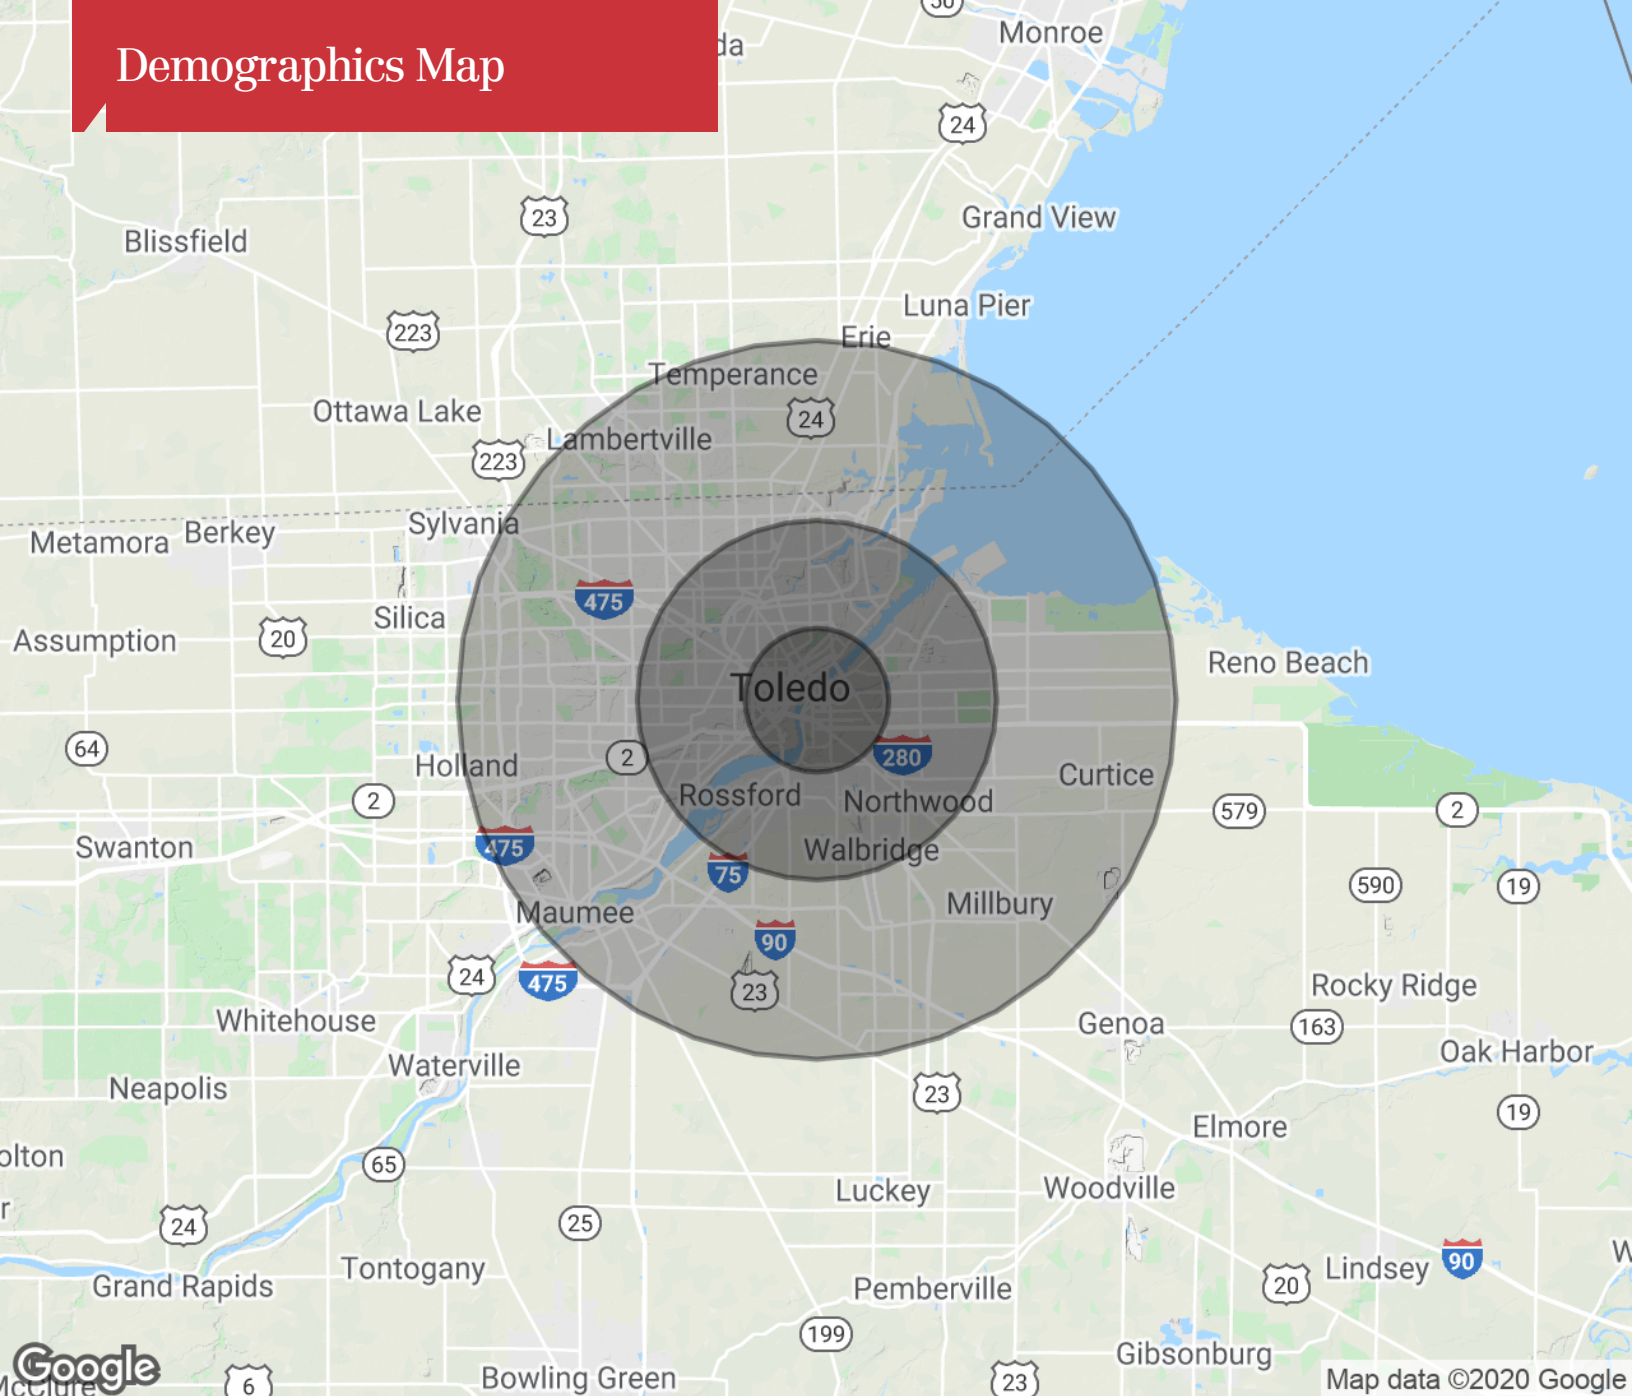 Demographics Map
da
50
Monroe
24
23
Grand View
Blissfield
Luna Pier
223
Erie
Temperance
Ottawa Lake
24
Lambertville
223
Sylvania
Berkey
Metamora
475
Silica
20
Assumption
Reno Beach
Toledo
64
2
280
Holland
Curtice
Rossford
Northwood
2
579
2
Swanton
475
Walbridge
75
590
19
Millbury
Maumee
90
24
475
23
Rocky Ridge
Whitehouse
Genoa
163
Oak Harbor
Waterville
Neapolis
23
19
Elmore
olton
65
Luckey
Woodville
r
24
25
W
Tontogany
Lindsey
90
Grand Rapids
20
Pemberville
199
Gibsonburg
Google
McClure
6
Bowling Green
23
Map data ©2020 Google